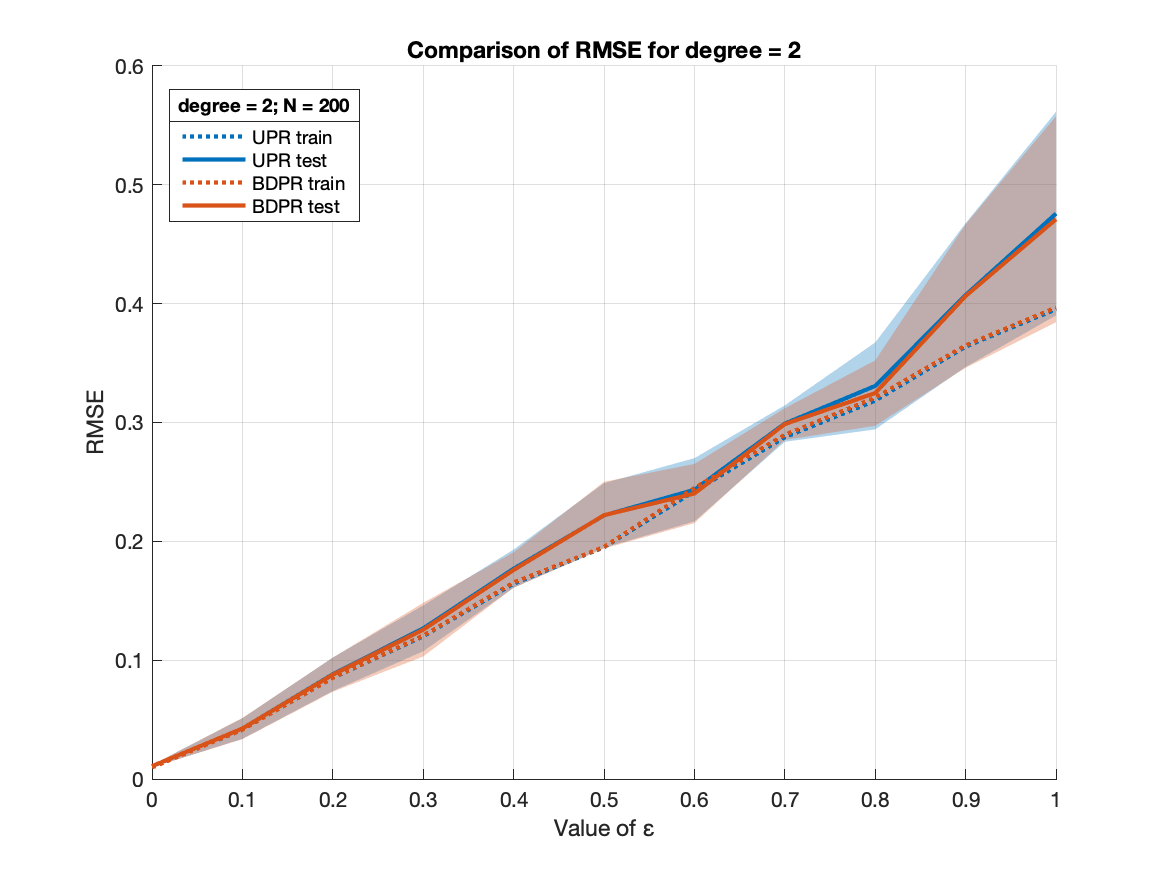 Comparison of RMSE for degree = 2
0.6
0.5
0.4
0.3
0.2
0.1
0
RMSE
degree = 2; N = 200
UPR train
UPR test
BDPR train
BDPR test
0 0.1 0.2 0.3 0.4 0.5 0.6 0.7 0.8 0.9 1
Value of ε